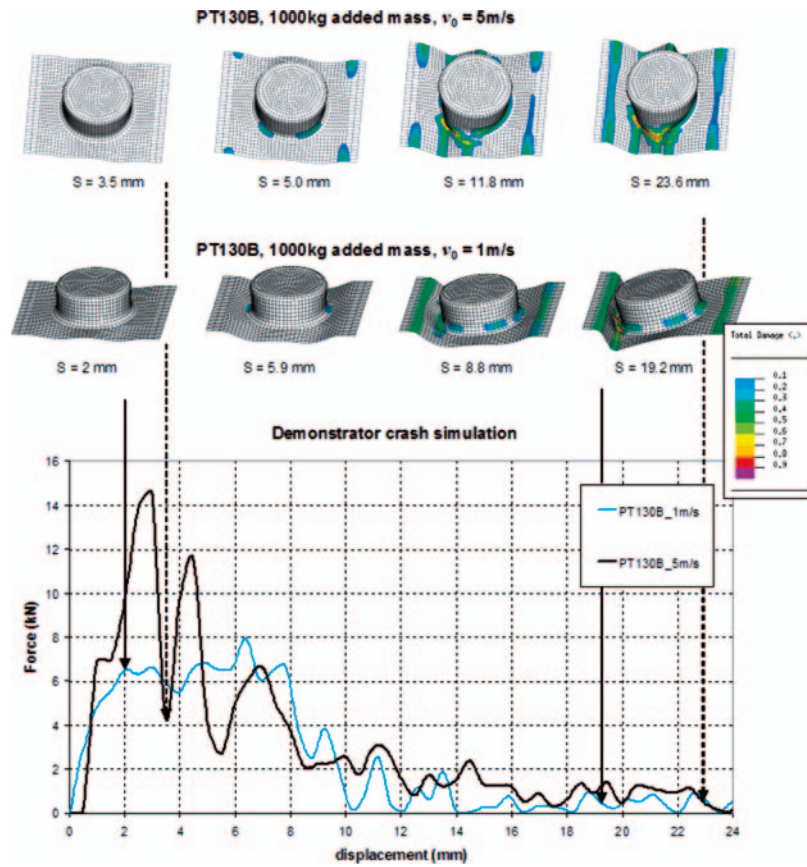 PT130B, 1000kg added mass, v₀ = 5m/s
S = 3.5 mm
S = 5.0 mm
S = 11.8 mm
S = 23.6 mm
PT130B, 1000kg added mass, v₀ = 1m/s
S = 2 mm
S = 5.9 mm
S = 8.8 mm
S = 19.2 mm
Total Damage (.)
0.1
0.2
0.3
0.4
0.5
0.6
0.7
0.8
0.9
Demonstrator crash simulation
PT130B_1m/s
PT130B_5m/s
Force (kN)
16
14
12
10
8
6
4
2
0
0 2 4 6 8 10 12 14 16 18 20 22 24
displacement (mm)